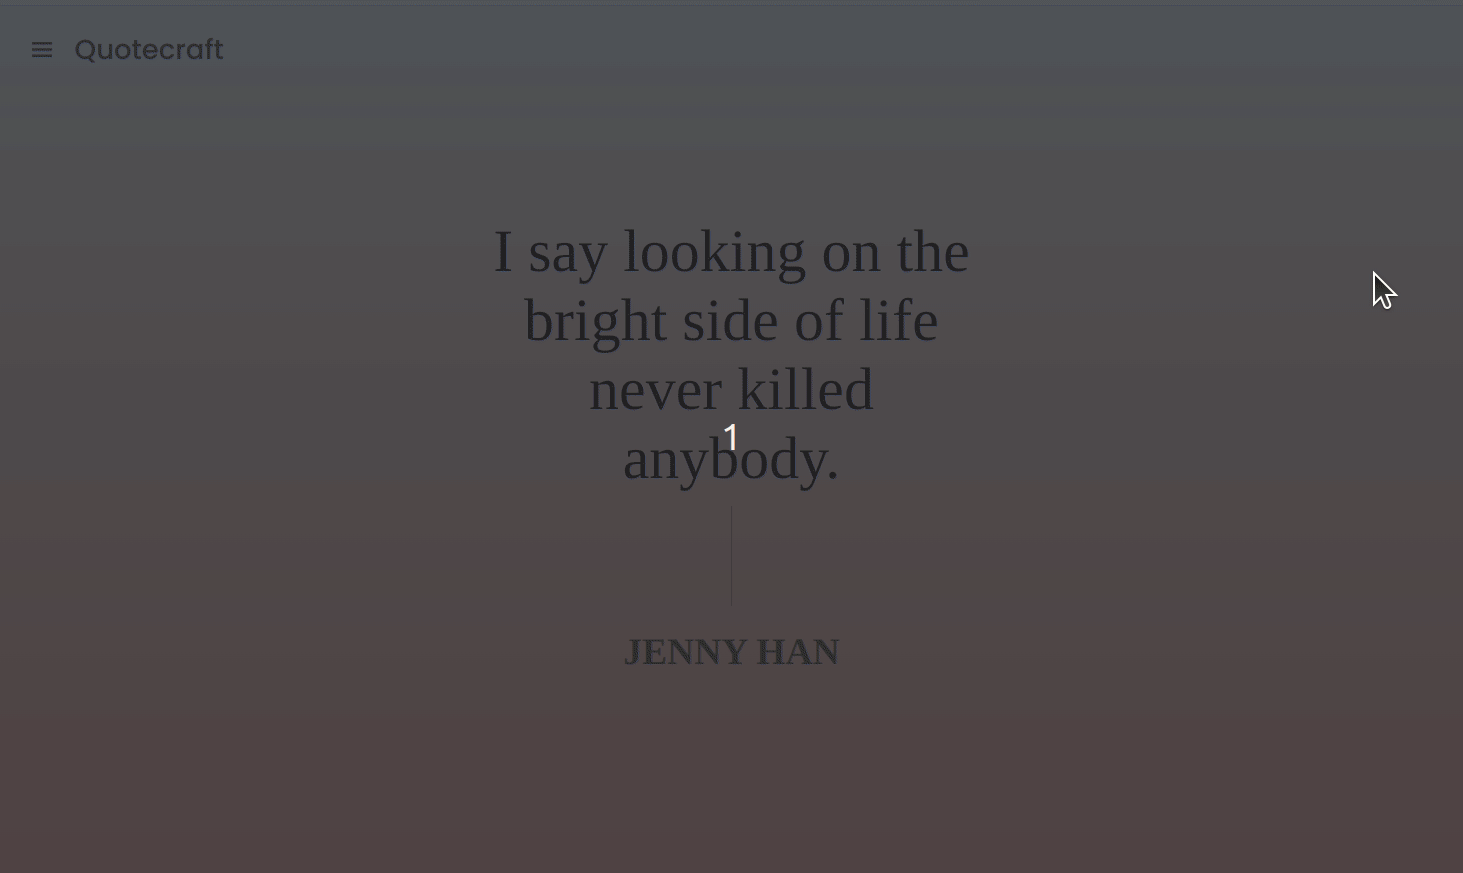 Quotecraft
I say looking on the
bright side of life
never killed
1
anybody.
JENNY HAN